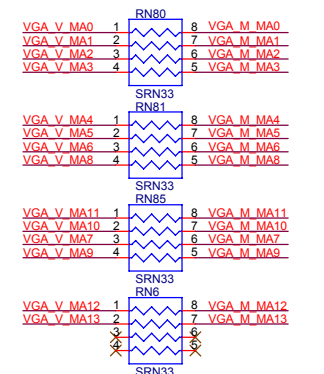 RN80
VGA_V_MA0 1 8 VGA_M_MA0
VGA_V_MA1 2 7 VGA_M_MA1
VGA_V_MA2 3 6 VGA_M_MA2
VGA_V_MA3 4 5 VGA_M_MA3
SRN33
RN81
VGA_V_MA4 1 8 VGA_M_MA4
VGA_V_MA5 2 7 VGA_M_MA5
VGA_V_MA6 3 6 VGA_M_MA6
VGA_V_MA8 4 5 VGA_M_MA8
SRN33
RN85
VGA_V_MA11 1 8 VGA_M_MA11
VGA_V_MA10 2 7 VGA_M_MA10
VGA_V_MA7 3 6 VGA_M_MA7
VGA_V_MA9 4 5 VGA_M_MA9
SRN33
RN6
VGA_V_MA12 1 8 VGA_M_MA12
VGA_V_MA13 2 7 VGA_M_MA13
3 6
4 5
SRN33